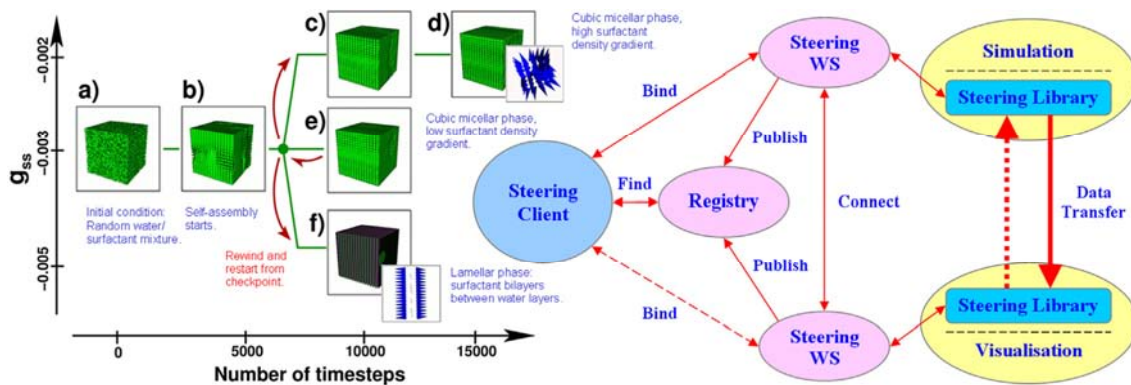 c)
d)
Cubic micellar phase,
high surfactant
density gradient.
-0.002
a)
b)
e)
Cubic micellar phase,
low surfactant density
gradient.
-0.003
g_ss
Initial condition:
Random water/
surfactant mixture.
Self-assembly
starts.
f)
Rewind and
restart from
checkpoint.
Lamellar phase:
surfactant bilayers
between water layers.
-0.005
0
5000
10000
15000
Number of timesteps
Steering
WS
Simulation
Steering Library
Bind
Publish
Steering
Client
Find
Registry
Connect
Data
Transfer
Publish
Bind
Steering
WS
Steering Library
Visualisation